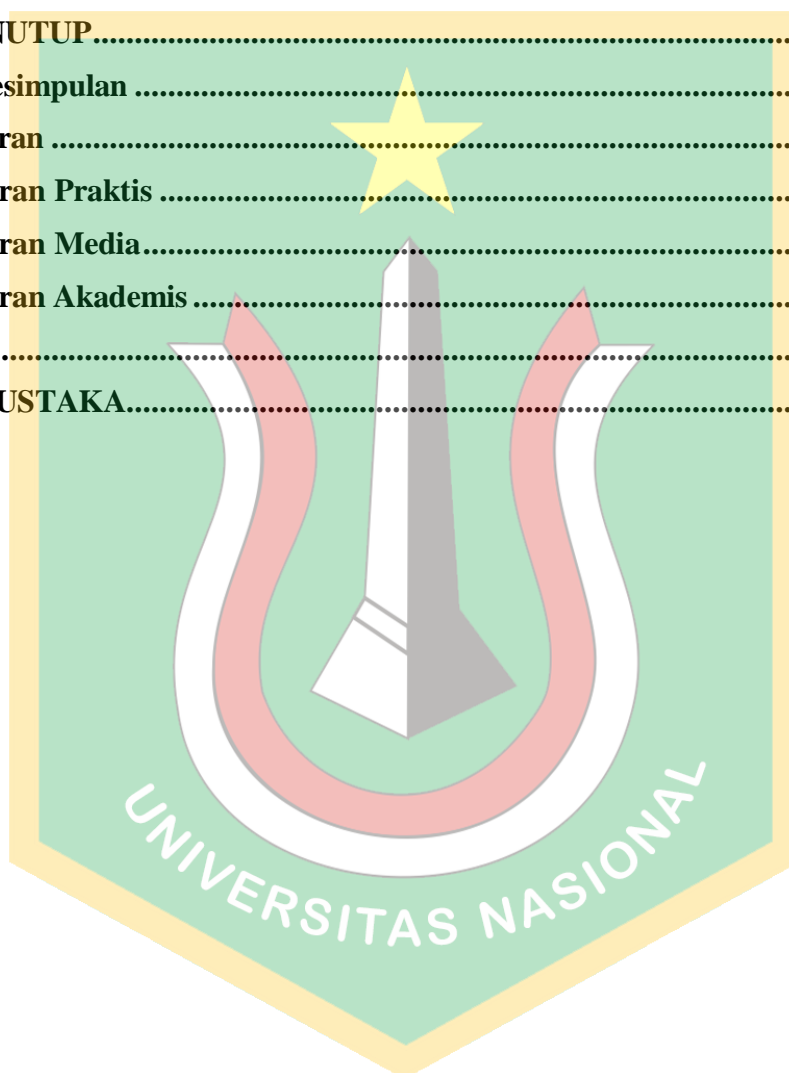 NUTUP....................................................................................................
esimpulan ..............................................................................................
ran ..........................................................................................................
ran Praktis .............................................................................................
ran Media...............................................................................................
ran Akademis ........................................................................................
..................................................................................................................
USTAKA...............................................................................................
UNIVERSITAS NASIONAL